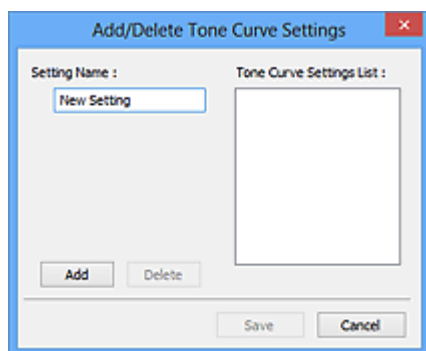 Add/Delete Tone Curve Settings
Setting Name :
Tone Curve Settings List :
New Setting
Add
Delete
Save
Cancel